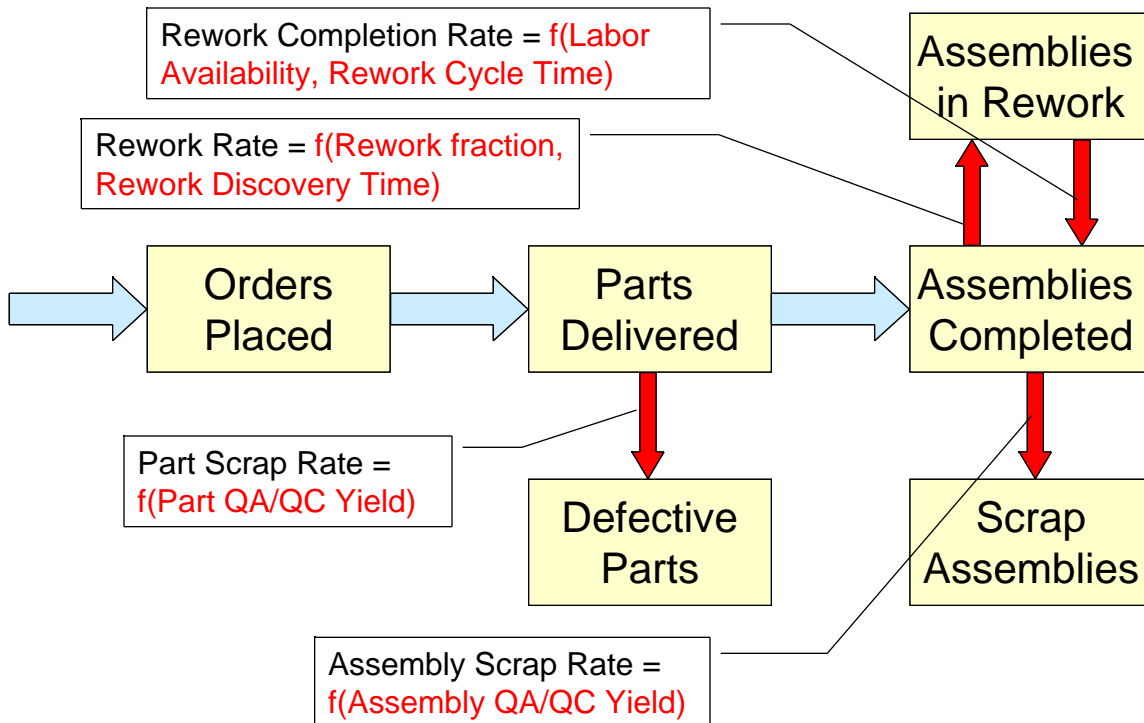 Rework Completion Rate = f(Labor
Availability, Rework Cycle Time)
Assemblies
in Rework
Rework Rate = f(Rework fraction,
Rework Discovery Time)
Orders
Placed
Parts
Delivered
Assemblies
Completed
Part Scrap Rate =
f(Part QA/QC Yield)
Defective
Parts
Scrap
Assemblies
Assembly Scrap Rate =
f(Assembly QA/QC Yield)